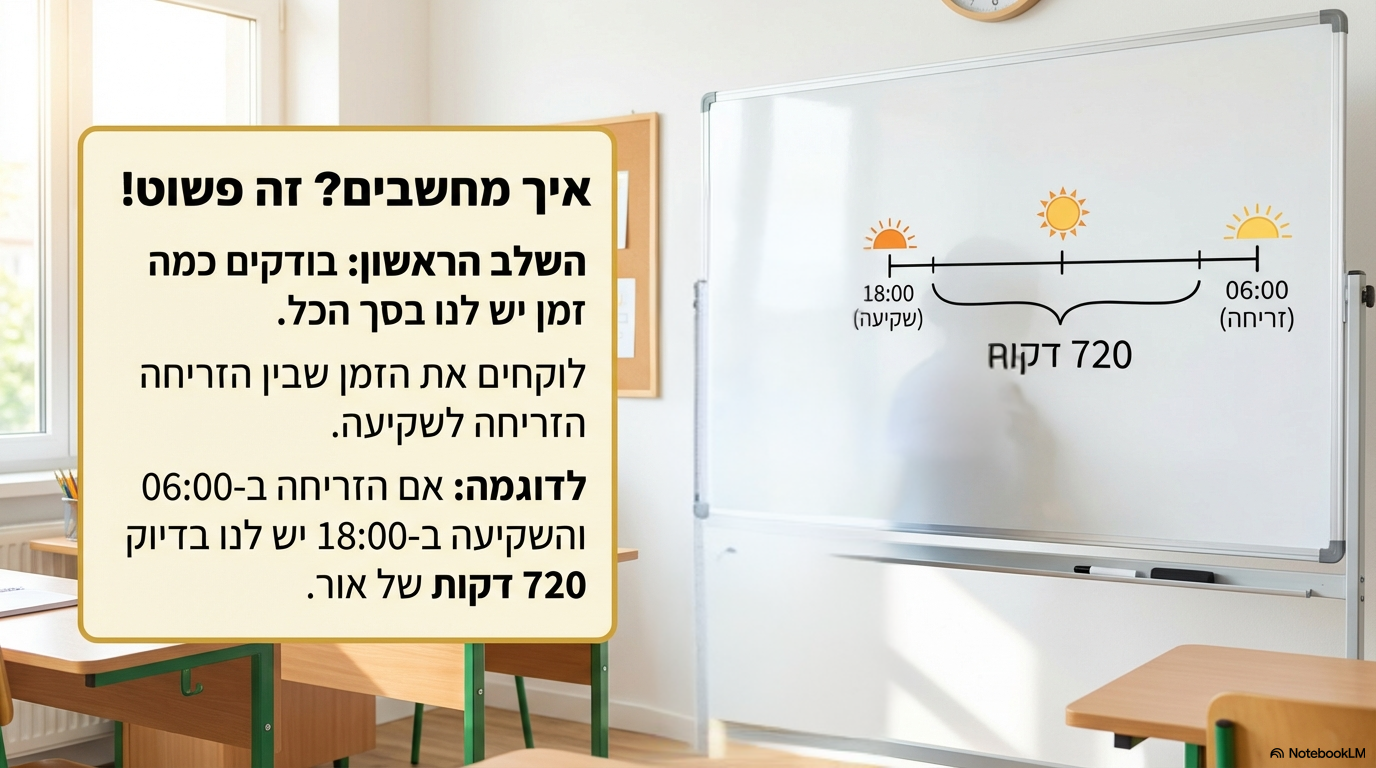 איך מחשבים? זה פשוט!
השלב הראשון: בודקים כמה
זמן יש לנו בסך הכל.
לוקחים את הזמן שבין הזריחה
הזריחה לשקיעה.
לדוגמה: אם הזריחה ב-06:00
והשקיעה ב-18:00 יש לנו בדיוק
720 דקות של אור.
06:00
(זריחה)
18:00
(שקיעה)
720
NotebookLM